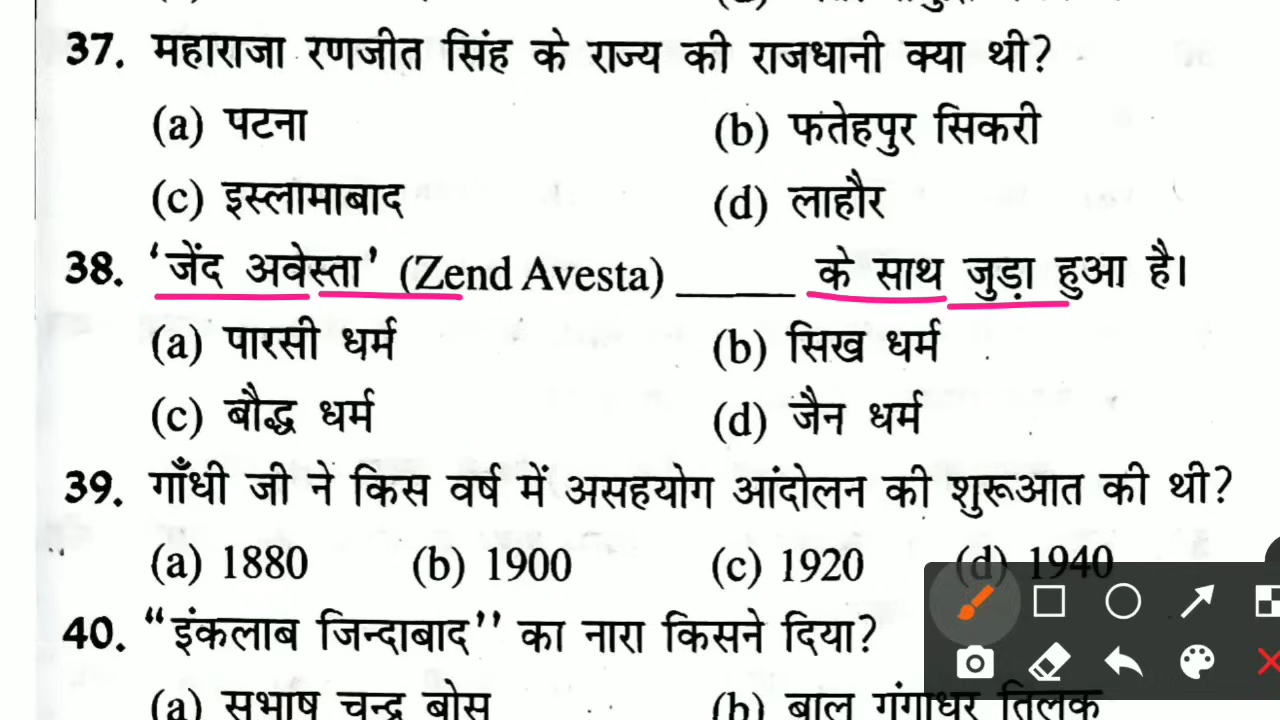 37. महाराजा रणजीत सिंह के राज्य की राजधानी क्या थी?
(a) पटना (b) फतेहपुर सिकरी
(c) इस्लामाबाद (d) लाहौर
38. ‘जेंद अवेस्ता’ (Zend Avesta) _____ के साथ जुड़ा हुआ है।
(a) पारसी धर्म (b) सिख धर्म
(c) बौद्ध धर्म (d) जैन धर्म
39. गाँधी जी ने किस वर्ष में असहयोग आंदोलन की शुरूआत की थी?
(a) 1880 (b) 1900 (c) 1920 (d) 1940
40. “इंकलाब जिन्दाबाद’’ का नारा किसने दिया?
(a) सुभाष चन्द्र बोस (b) बाल गंगाधर तिलक